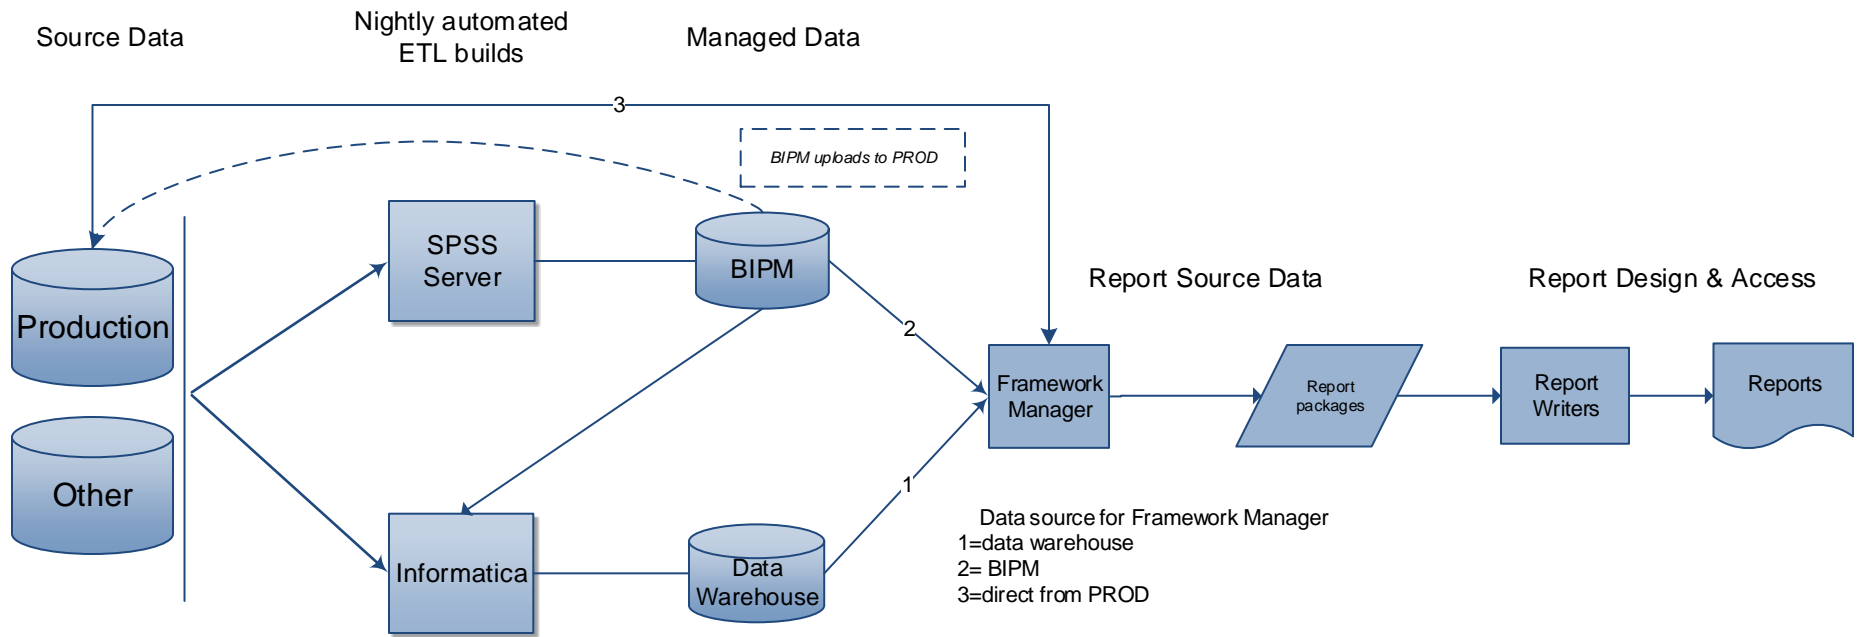 Source Data
Nightly automated
ETL builds
Managed Data
3
BIPM uploads to PROD
SPSS
Server
BIPM
Production
Report Source Data
Report Design & Access
2
Framework
Manager
Report
packages
Report
Writers
Reports
Other
1
Informatica
Data
Warehouse
Data source for Framework Manager
1=data warehouse
2= BIPM
3=direct from PROD